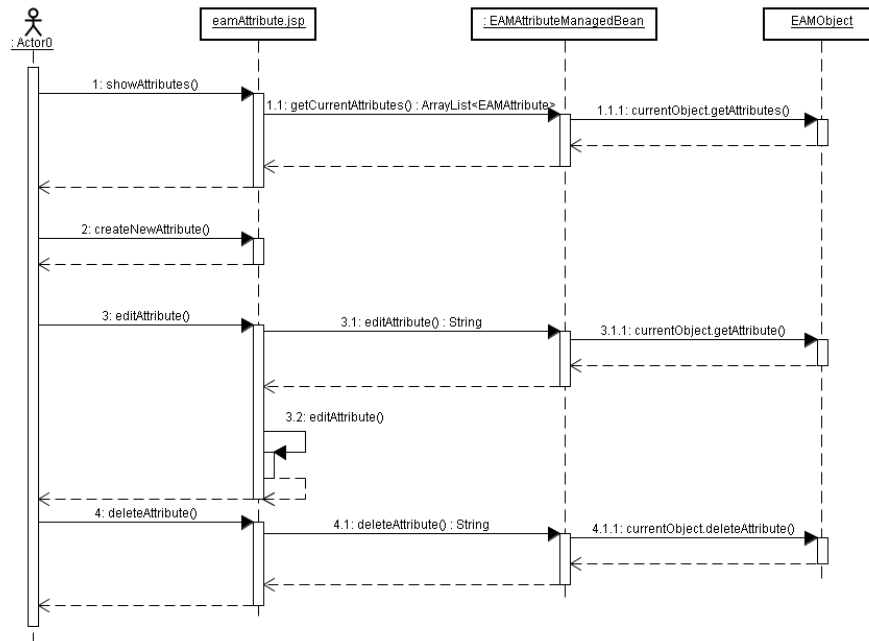 eamAttribute.jsp
: EAMAttributeManagedBean
EAMObject
: Actor0
1: showAttributes()
1.1: getCurrentAttributes() : ArrayList<EAMAttribute>
1.1.1: currentObject.getAttributes()
2: createNewAttribute()
3: editAttribute()
3.1: editAttribute() : String
3.1.1: currentObject.getAttribute()
3.2: editAttribute()
4: deleteAttribute()
4.1: deleteAttribute() : String
4.1.1: currentObject.deleteAttribute()